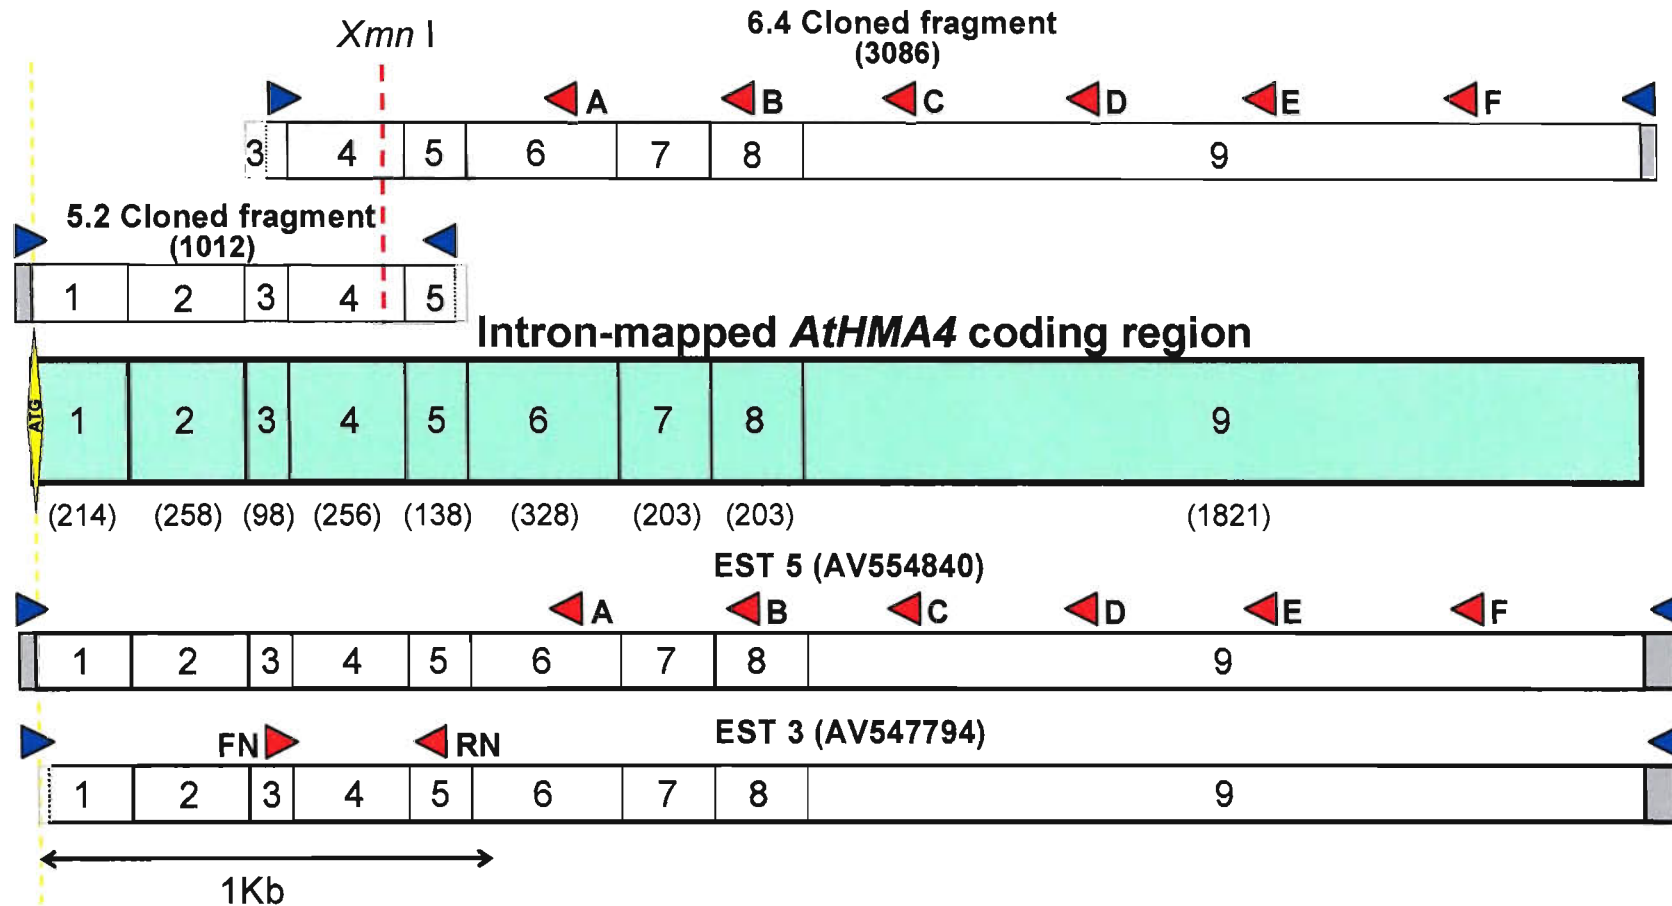 Xmn I
6.4 Cloned fragment
(3086)
A B C D E F
3 4 5 6 7 8 9
5.2 Cloned fragment
(1012)
1 2 3 4 5
Intron-mapped AtHMA4 coding region
ATG 1 2 3 4 5 6 7 8 9
(214) (258) (98) (256) (138) (328) (203) (203) (1821)
EST 5 (AV554840)
A B C D E F
1 2 3 4 5 6 7 8 9
EST 3 (AV547794)
FN RN
1 2 3 4 5 6 7 8 9
1Kb